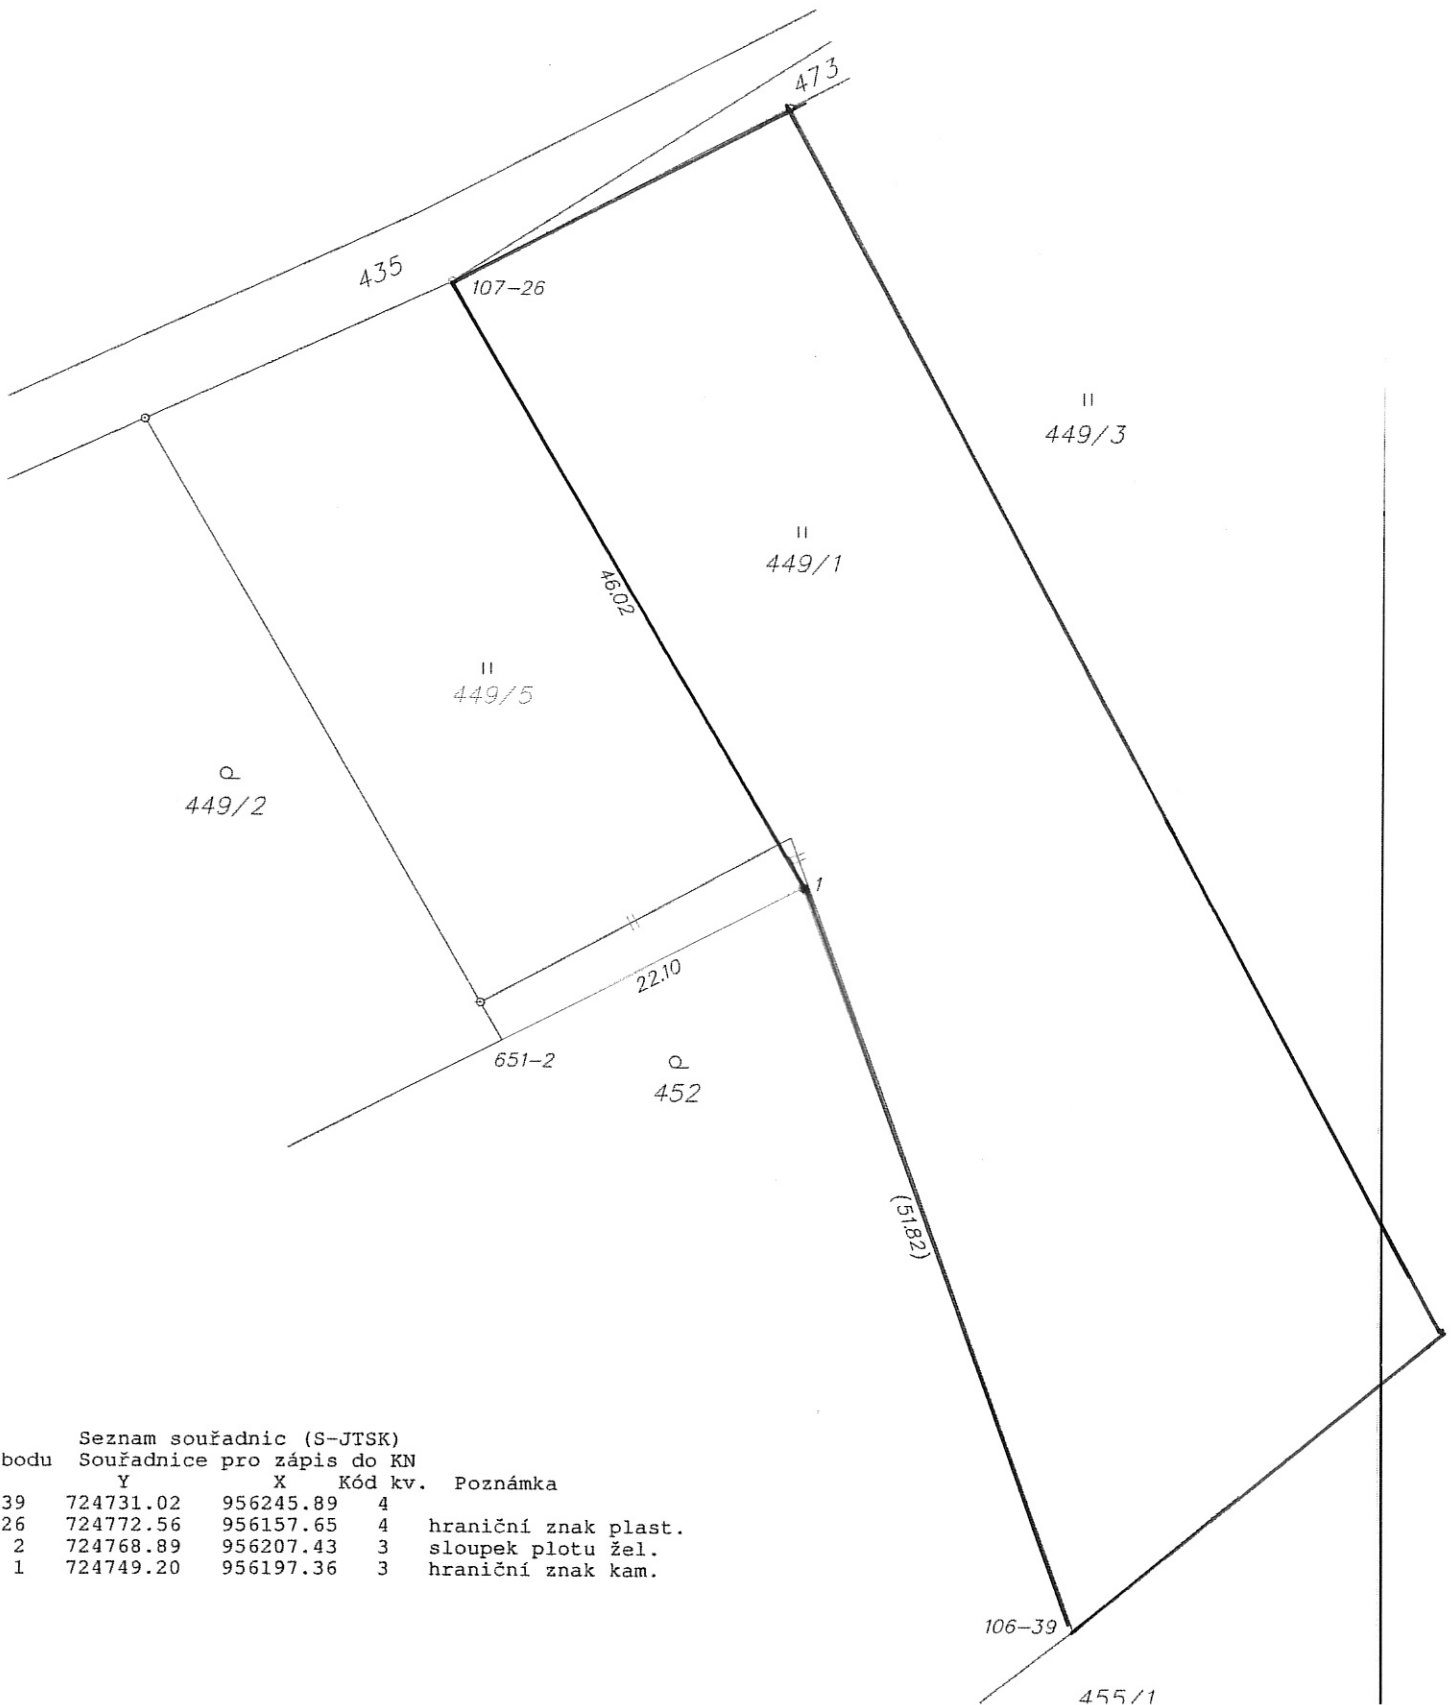 473
435
107-26
449/3
449/1
46.02
449/5
449/2
1
22.10
651-2
452
(51.82)
Seznam souřadnic (S-JTSK)
bodu Souřadnice pro zápis do KN
Y X Kód kv. Poznámka
39 724731.02 956245.89 4
26 724772.56 956157.65 4 hraniční znak plast.
2 724768.89 956207.43 3 sloupek plotu žel.
1 724749.20 956197.36 3 hraniční znak kam.
106-39
455/1